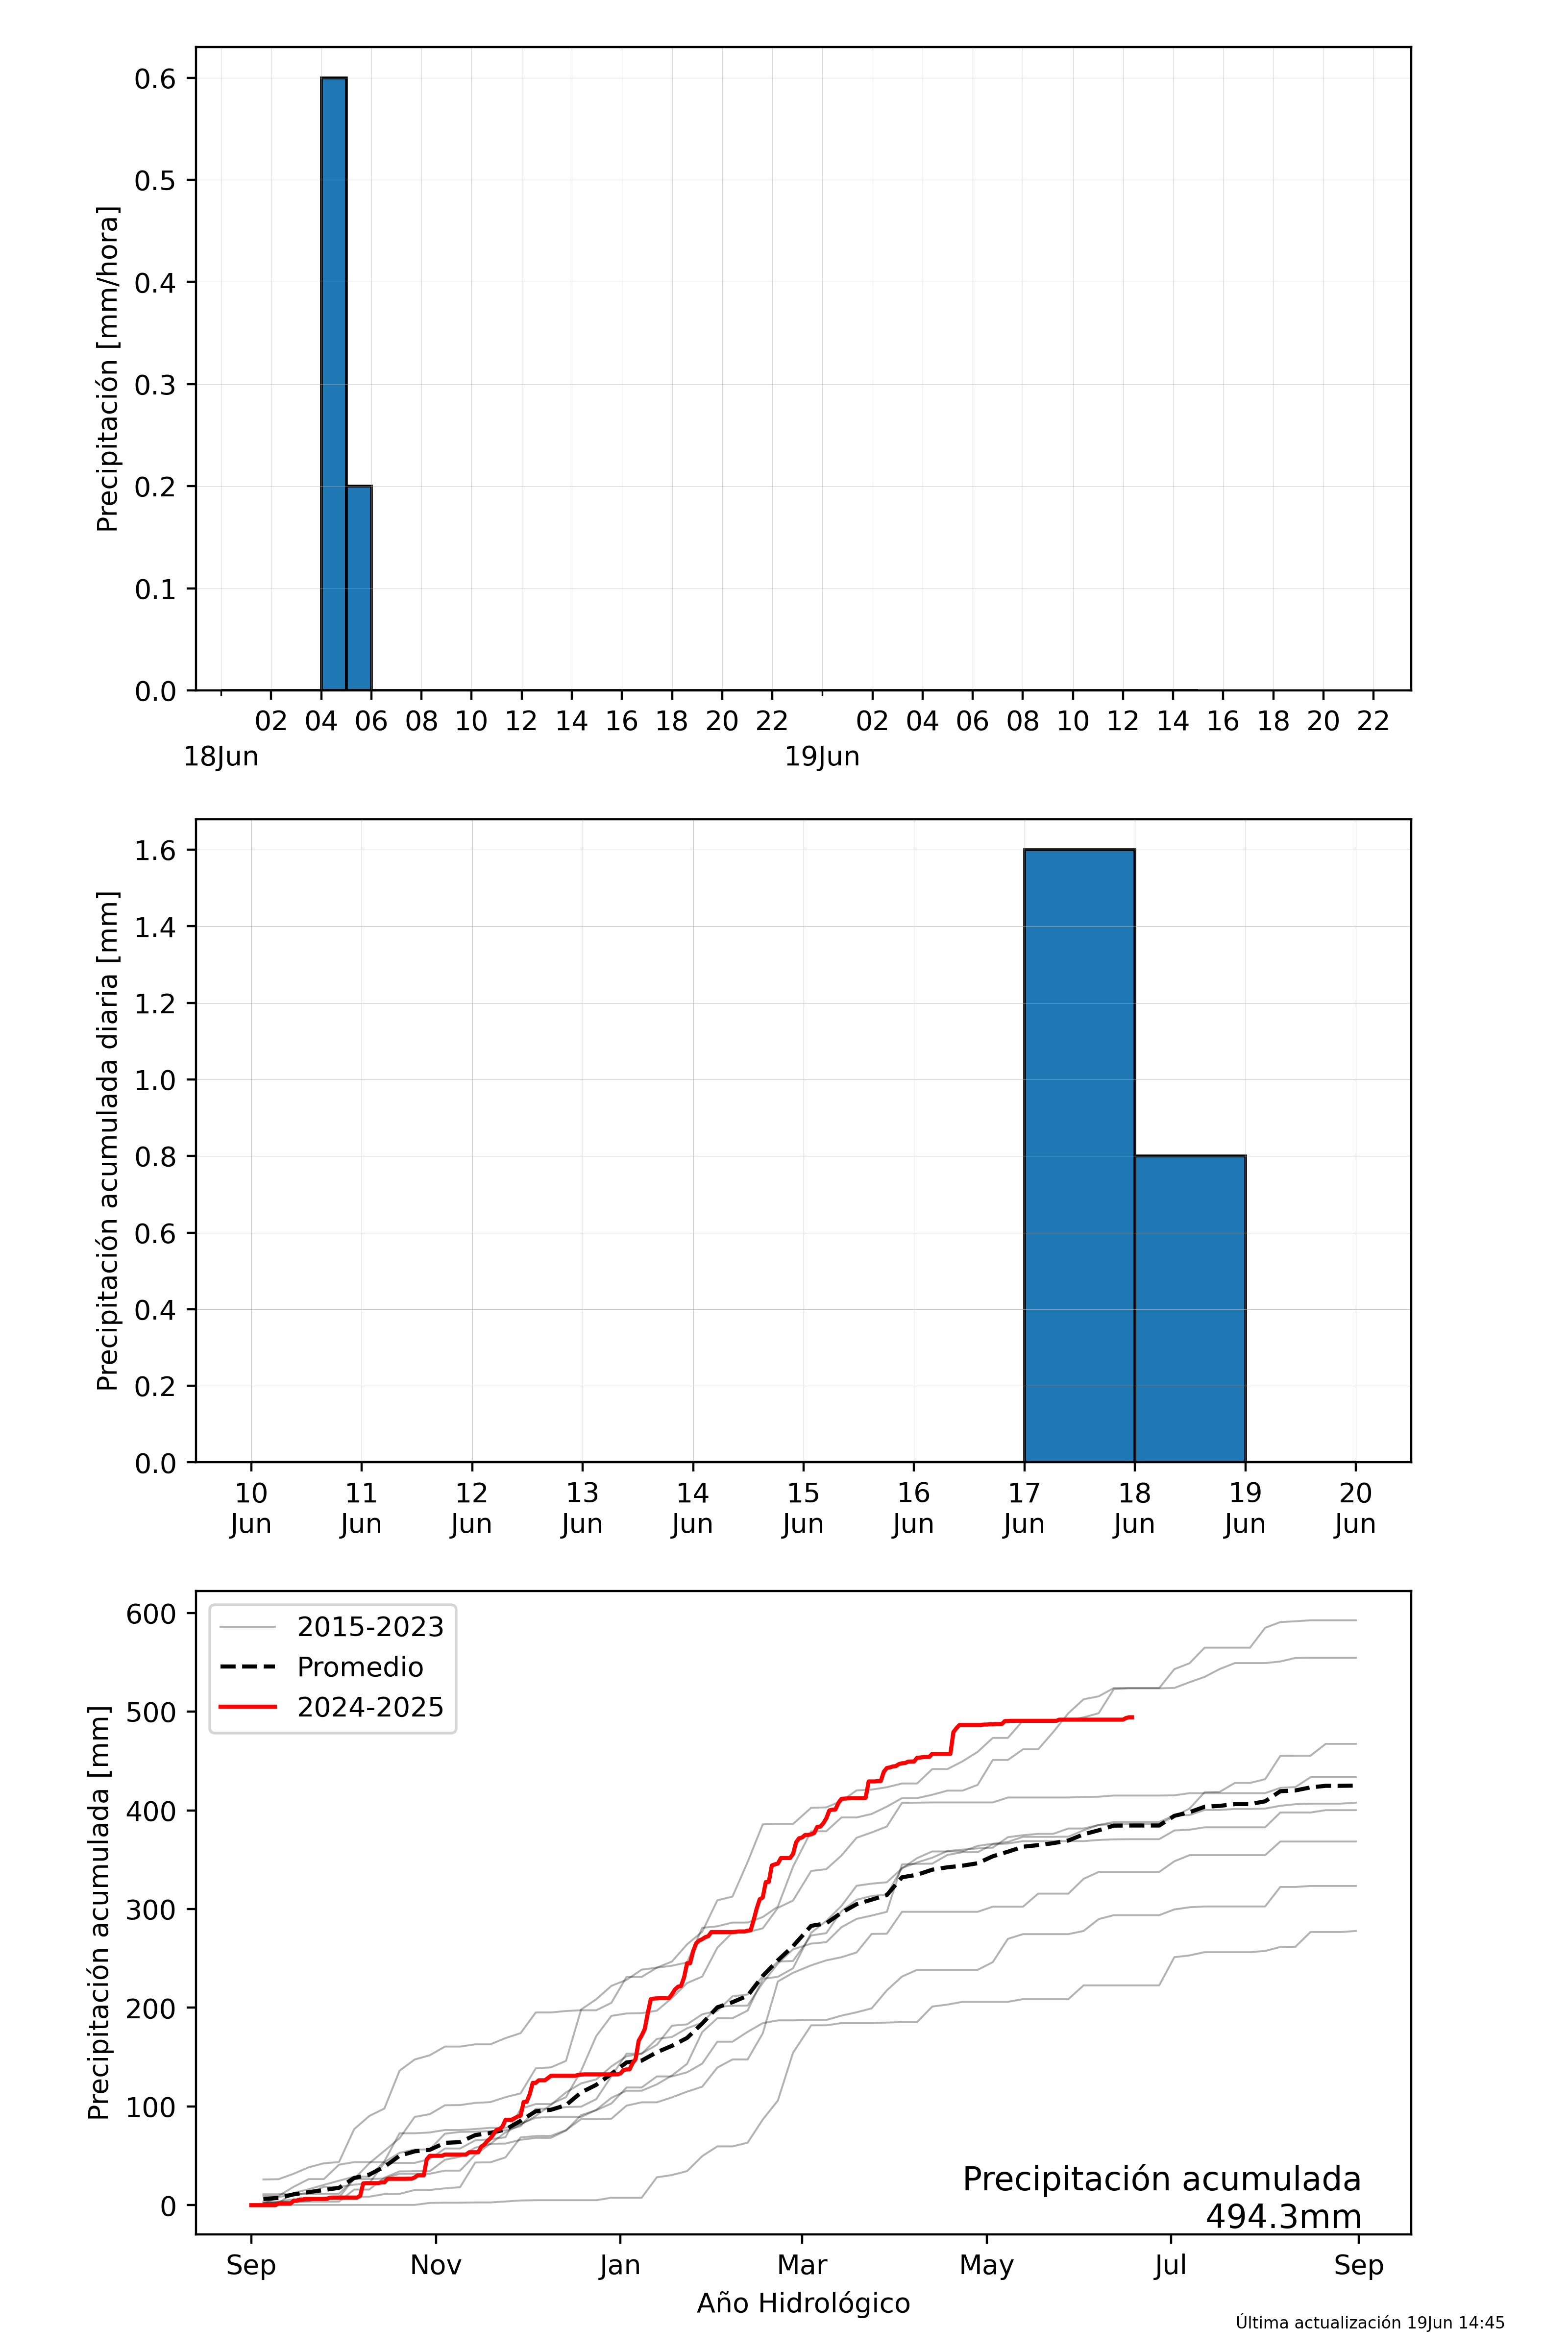 Precipitación [mm/hora]
0.6
0.5
0.4
0.3
0.2
0.1
0.0
02 04 06 08 10 12 14 16 18 20 22 02 04 06 08 10 12 14 16 18 20 22
18Jun 19Jun
Precipitación acumulada diaria [mm]
1.6
1.4
1.2
1.0
0.8
0.6
0.4
0.2
0.0
10 11 12 13 14 15 16 17 18 19 20
Jun Jun Jun Jun Jun Jun Jun Jun Jun Jun Jun
Precipitación acumulada [mm]
600
500
400
300
200
100
0
2015-2023
Promedio
2024-2025
Precipitación acumulada
494.3mm
Sep Nov Jan Mar May Jul Sep
Año Hidrológico
Última actualización 19Jun 14:45